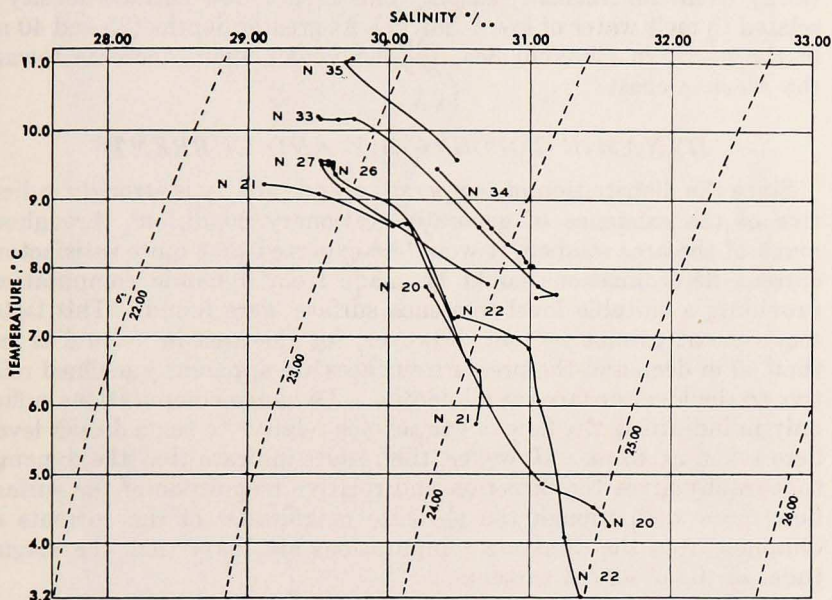 SALINITY °/..
28.00 29.00 30.00 31.00 32.00 33.00
11.0
N 35
N 33
10.0
N 27
N 26
N 21
N 34
9.0
8.0
N 20
σt
22.00
N 22
7.0
TEMPERATURE , ° C
23.00
6.0
N 21
25.00
5.0
24.00
26.00
N 20
4.0
N 22
3.2